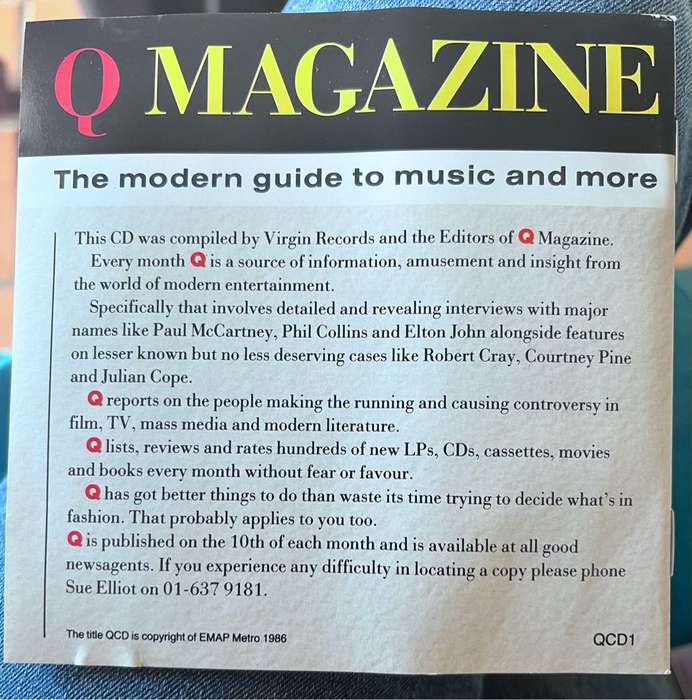 Q MAGAZINE
The modern guide to music and more
This CD was compiled by Virgin Records and the Editors of Q Magazine.
Every month Q is a source of information, amusement and insight from
the world of modern entertainment.
Specifically that involves detailed and revealing interviews with major
names like Paul McCartney, Phil Collins and Elton John alongside features
on lesser known but no less deserving cases like Robert Cray, Courtney Pine
and Julian Cope.
Q reports on the people making the running and causing controversy in
film, TV, mass media and modern literature.
Q lists, reviews and rates hundreds of new LPs, CDs, cassettes, movies
and books every month without fear or favour.
Q has got better things to do than waste its time trying to decide what's in
fashion. That probably applies to you too.
Q is published on the 10th of each month and is available at all good
newsagents. If you experience any difficulty in locating a copy please phone
Sue Elliot on 01-637 9181.
The title QCD is copyright of EMAP Metro 1986
QCD1